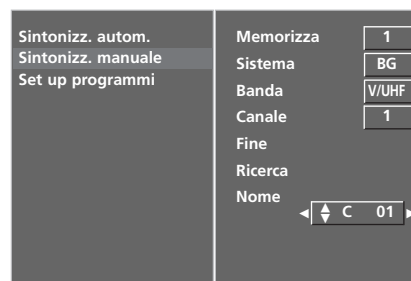 Sintonizz. autom.
Sintonizz. manuale
Set up programmi
Memorizza 1
Sistema BG
Banda V/UHF
Canale 1
Fine
Ricerca
Nome
C 01